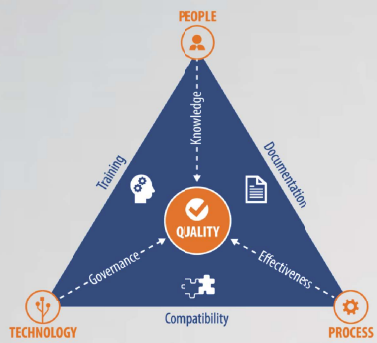 PEOPLE
Knowledge
Training
Documentation
QUALITY
Governance
Effectiveness
Compatibility
TECHNOLOGY
PROCESS